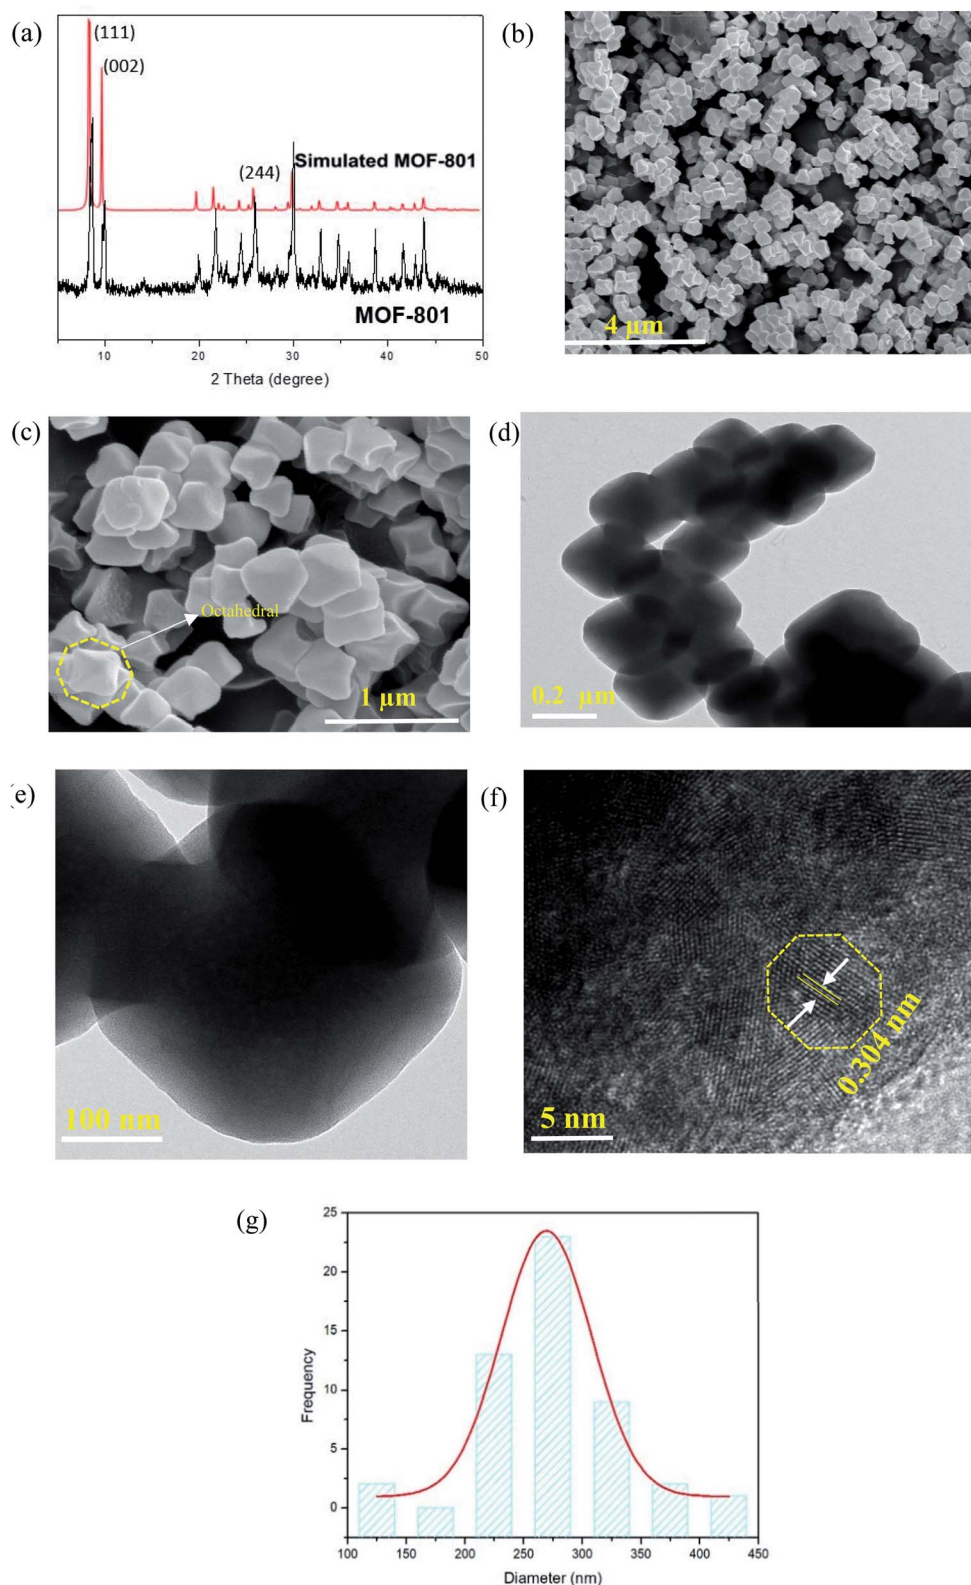 (a)
(111)
(002)
Simulated MOF-801
(244)
MOF-801
10 20 30 40 50
2 Theta (degree)
(b)
4 µm
(c)
Octahedral
1 µm
(d)
0.2 µm
e)
100 nm
(f)
0.304 nm
5 nm
(g)
25
20
15
10
5
0
Frequency
100 150 200 250 300 350 400 450
Diameter (nm)